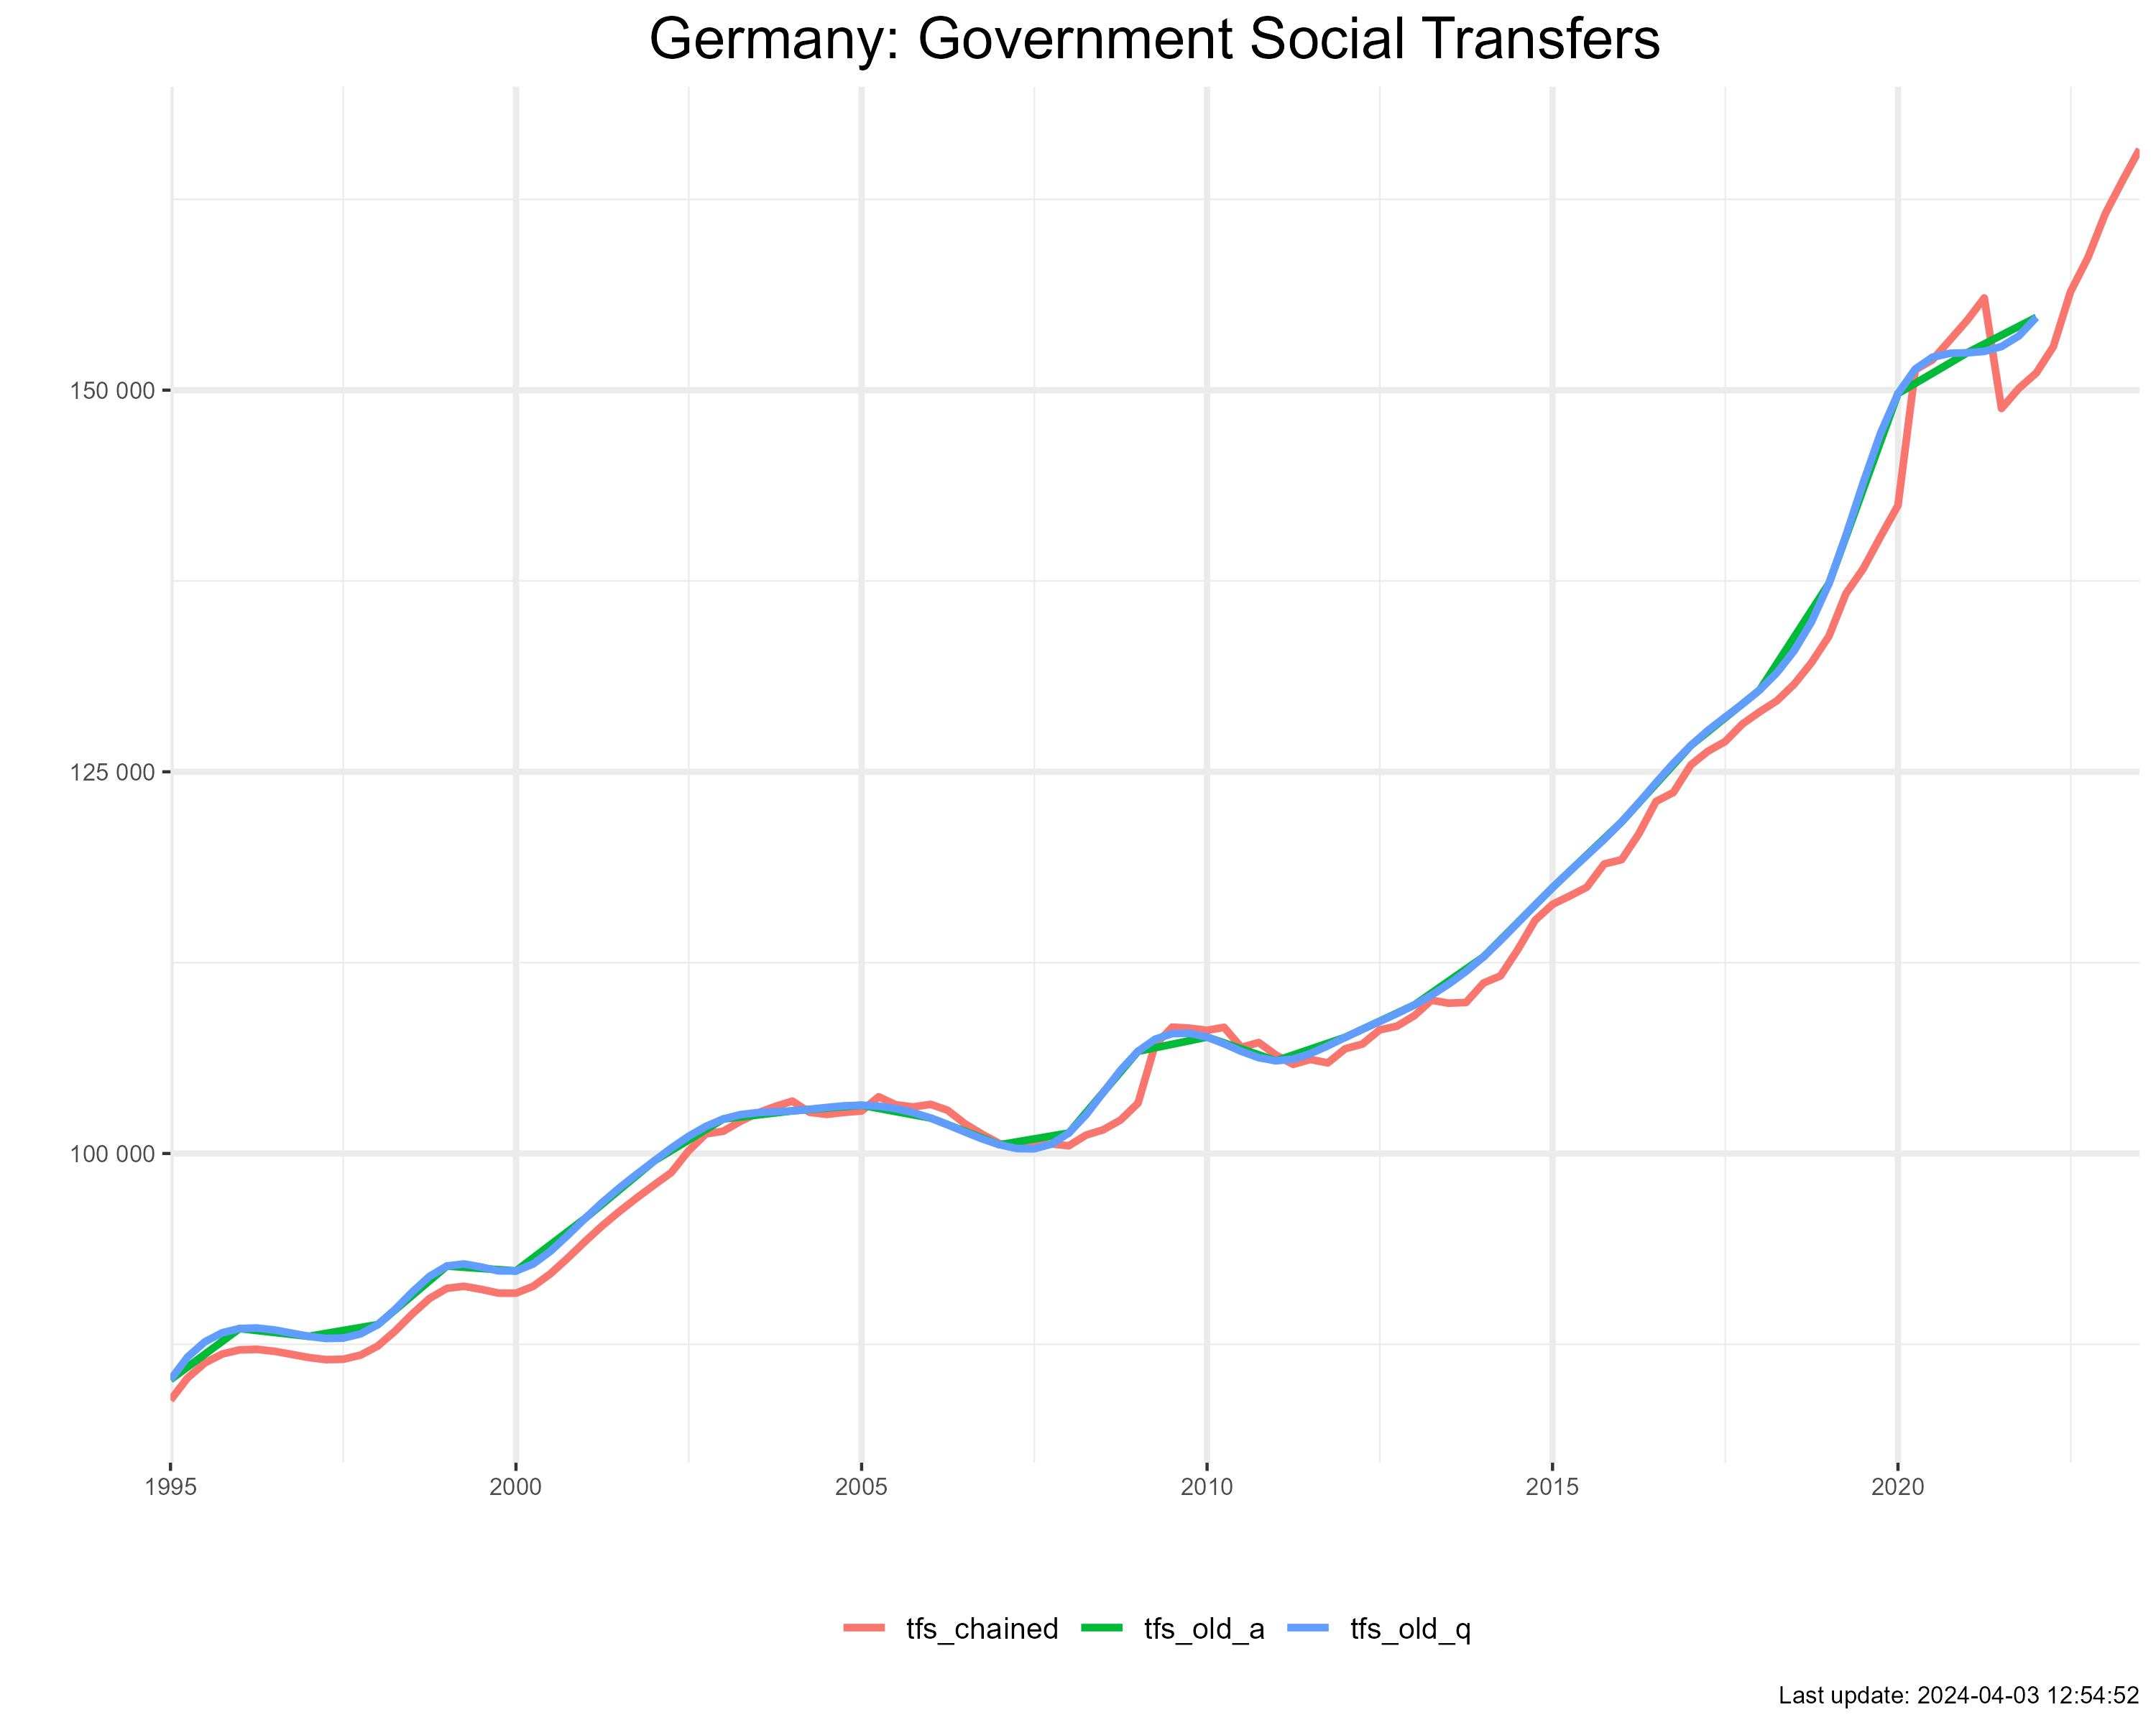 Germany: Government Social Transfers
150 000
125 000
100 000
1995 2000 2005 2010 2015 2020
tfs_chained tfs_old_a tfs_old_q
Last update: 2024-04-03 12:54:52